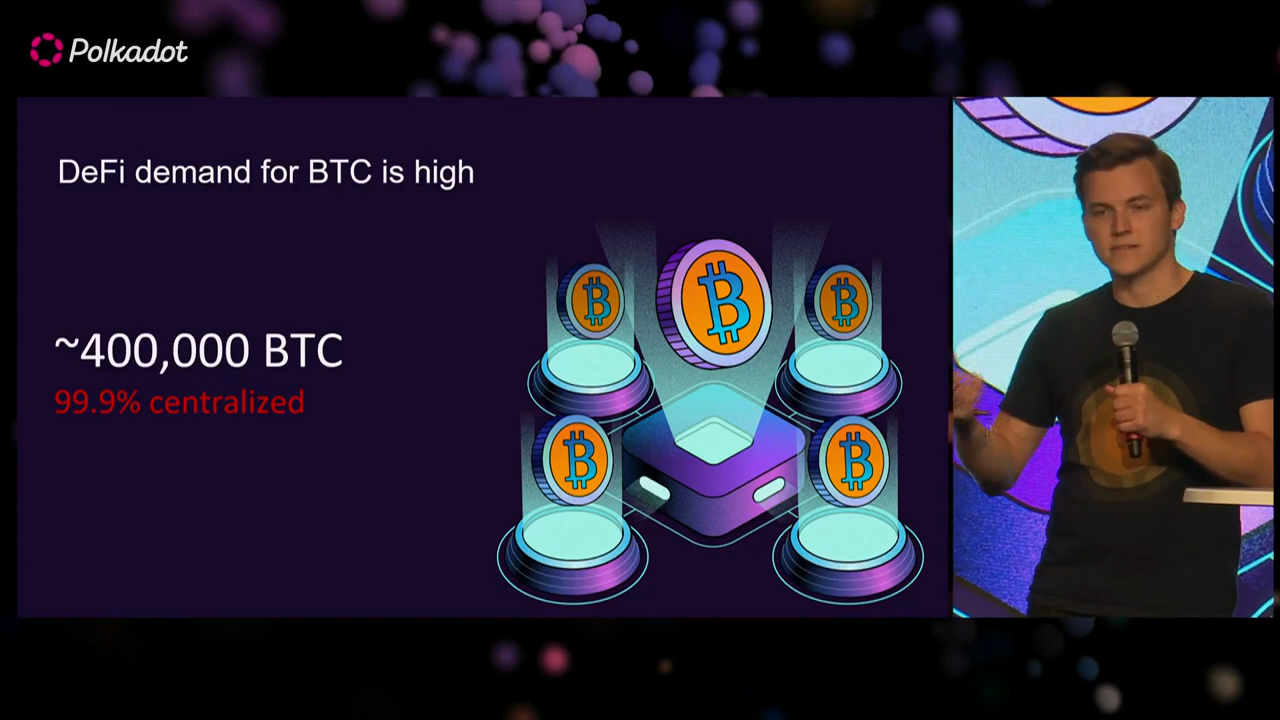 Polkadot
DeFi demand for BTC is high
~400,000 BTC
99.9% centralized